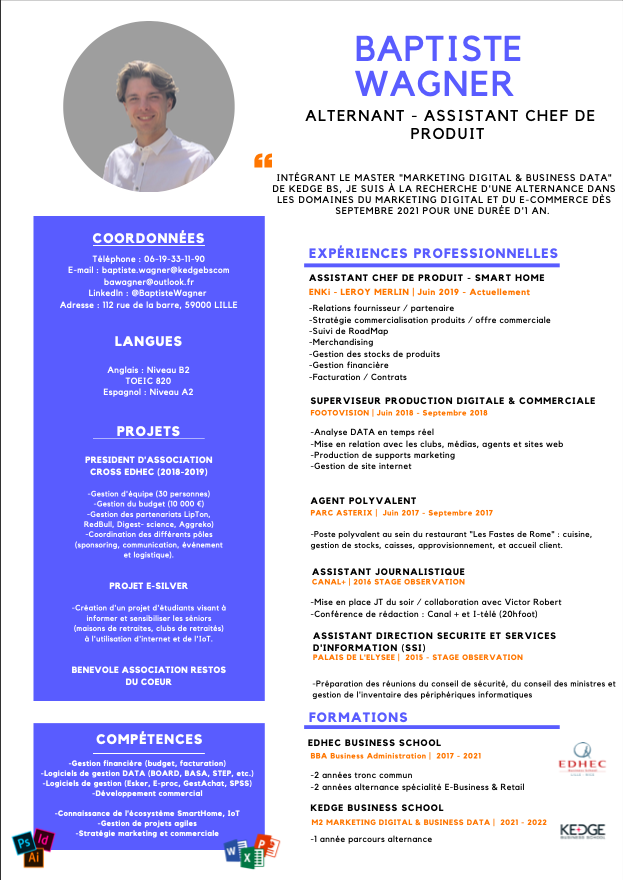 BAPTISTE
WAGNER
ALTERNANT - ASSISTANT CHEF DE
PRODUIT
INTÉGRANT LE MASTER "MARKETING DIGITAL & BUSINESS DATA"
DE KEDGE BS, JE SUIS À LA RECHERCHE D'UNE ALTERNANCE DANS
LES DOMAINES DU MARKETING DIGITAL ET DU E-COMMERCE DÈS
SEPTEMBRE 2021 POUR UNE DURÉE D'1 AN.
COORDONNÉES
Téléphone : 06-19-33-11-90
E-mail : baptiste.wagner@kedgebscom
bawagner@outlook.fr
LinkedIn : @BaptisteWagner
Adresse : 112 rue de la barre, 59000 LILLE
LANGUES
Anglais : Niveau B2
TOEIC 820
Espagnol : Niveau A2
PROJETS
PRESIDENT D'ASSOCIATION
CROSS EDHEC (2018-2019)
-Gestion d'équipe (30 personnes)
-Gestion du budget (10 000 €)
-Gestion des partenariats LipTon,
RedBull, Digest- science, Aggreko)
-Coordination des différents pôles
(sponsoring, communication, événement
et logistique).
PROJET E-SILVER
-Création d'un projet d'étudiants visant à
informer et sensibiliser les séniors
(maisons de retraites, clubs de retraités)
à l'utilisation d'internet et de l'IoT.
BENEVOLE ASSOCIATION RESTOS
DU COEUR
COMPÉTENCES
-Gestion financière (budget, facturation)
-Logiciels de gestion DATA (BOARD, BASA, STEP, etc.)
-Logiciels de gestion (Esker, E-proc, GestAchat, SPSS)
-Développement commercial
-Connaissance de l'écosystème SmartHome, IoT
-Gestion de projets agiles
-Stratégie marketing et commerciale
Ps
Id
Ai
W
X
P
EXPÉRIENCES PROFESSIONNELLES
ASSISTANT CHEF DE PRODUIT - SMART HOME
ENKi - LEROY MERLIN | Juin 2019 - Actuellement
-Relations fournisseur / partenaire
-Stratégie commercialisation produits / offre commerciale
-Suivi de RoadMap
-Merchandising
-Gestion des stocks de produits
-Gestion financière
-Facturation / Contrats
SUPERVISEUR PRODUCTION DIGITALE & COMMERCIALE
FOOTOVISION | Juin 2018 - Septembre 2018
-Analyse DATA en temps réel
-Mise en relation avec les clubs, médias, agents et sites web
-Production de supports marketing
-Gestion de site internet
AGENT POLYVALENT
PARC ASTERIX | Juin 2017 - Septembre 2017
-Poste polyvalent au sein du restaurant "Les Fastes de Rome" : cuisine,
gestion de stocks, caisses, approvisionnement, et accueil client.
ASSISTANT JOURNALISTIQUE
CANAL+ | 2016 STAGE OBSERVATION
-Mise en place JT du soir / collaboration avec Victor Robert
-Conférence de rédaction : Canal + et I-télé (20hfoot)
ASSISTANT DIRECTION SECURITE ET SERVICES
D'INFORMATION (SSI)
PALAIS DE L'ELYSEE | 2015 - STAGE OBSERVATION
-Préparation des réunions du conseil de sécurité, du conseil des ministres et
gestion de l'inventaire des périphériques informatiques
FORMATIONS
EDHEC BUSINESS SCHOOL
BBA Business Administration | 2017 - 2021
-2 années tronc commun
-2 années alternance spécialité E-Business & Retail
EDHEC
KEDGE BUSINESS SCHOOL
M2 MARKETING DIGITAL & BUSINESS DATA | 2021 - 2022
-1 année parcours alternance
KEDGE
BUSINESS SCHOOL